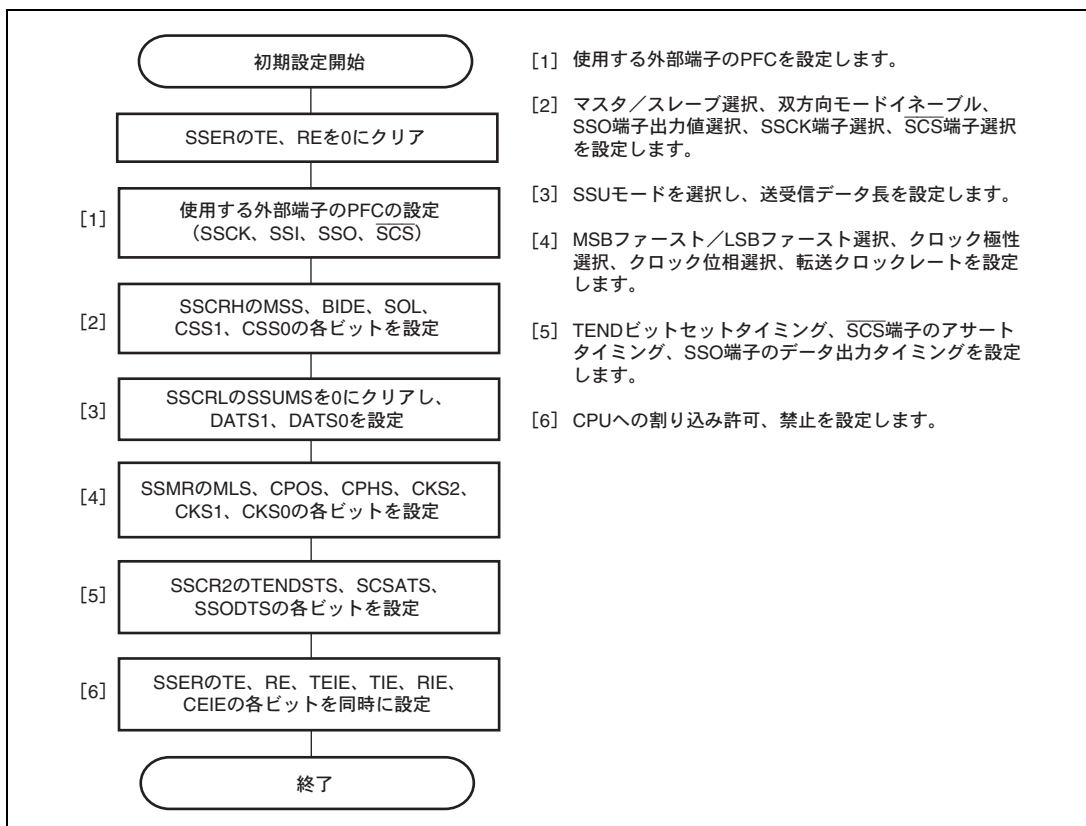 初期設定開始
SSERのTE、REを0にクリア
[1]
使用する外部端子のPFCの設定
（SSCK、SSI、SSO、SCS）
[2]
SSCRHのMSS、BIDE、SOL、
CSS1、CSS0の各ビットを設定
[3]
SSCRLのSSUMSを0にクリアし、
DATS1、DATS0を設定
[4]
SSMRのMLS、CPOS、CPHS、CKS2、
CKS1、CKS0の各ビットを設定
[5]
SSCR2のTENDSTS、SCSATS、
SSODTSの各ビットを設定
[6]
SSERのTE、RE、TEIE、TIE、RIE、
CEIEの各ビットを同時に設定
終了
[1] 使用する外部端子のPFCを設定します。
[2] マスタ／スレーブ選択、双方向モードイネーブル、
SSO端子出力値選択、SSCK端子選択、SCS端子選択
を設定します。
[3] SSUモードを選択し、送受信データ長を設定します。
[4] MSBファースト／LSBファースト選択、クロック極性
選択、クロック位相選択、転送クロックレートを設定
します。
[5] TENDビットセットタイミング、SCS端子のアサート
タイミング、SSO端子のデータ出力タイミングを設定
します。
[6] CPUへの割り込み許可、禁止を設定します。